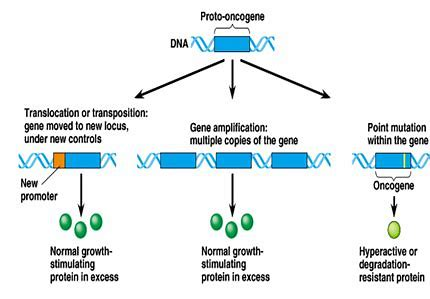 Proto-oncogene
DNA
Translocation or transposition:
gene moved to new locus,
under new controls
Gene amplification:
multiple copies of the gene
Point mutation
within the gene
New
promoter
Oncogene
Normal growth-
stimulating
protein in excess
Normal growth-
stimulating
protein in excess
Hyperactive or
degradation-
resistant protein